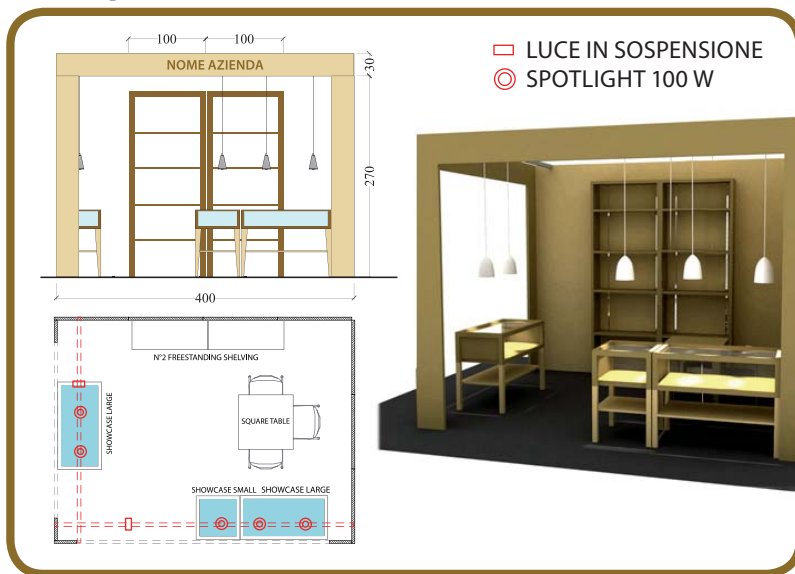 100
100
NOME AZIENDA
30
270
400
LUCE IN SOSPENSIONE
SPOTLIGHT 100 W
N°2 FREESTANDING SHELVING
SHOWCASE LARGE
SQUARE TABLE
SHOWCASE SMALL
SHOWCASE LARGE